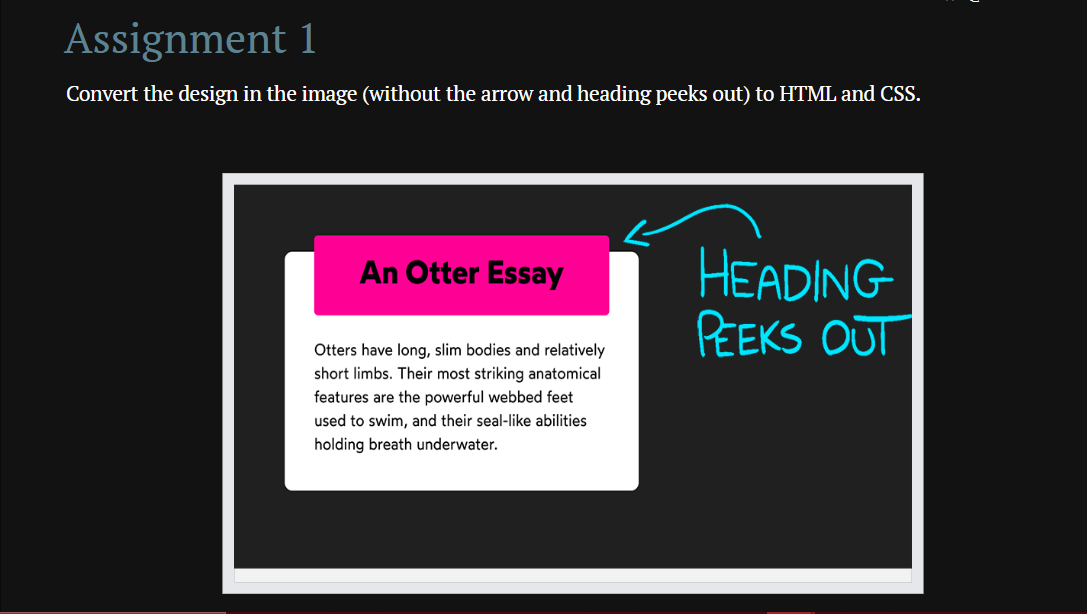 Assignment 1
Convert the design in the image (without the arrow and heading peeks out) to HTML and CSS.
An Otter Essay
Otters have long, slim bodies and relatively
short limbs. Their most striking anatomical
features are the powerful webbed feet
used to swim, and their seal-like abilities
holding breath underwater.
HEADING
PEEKS OUT